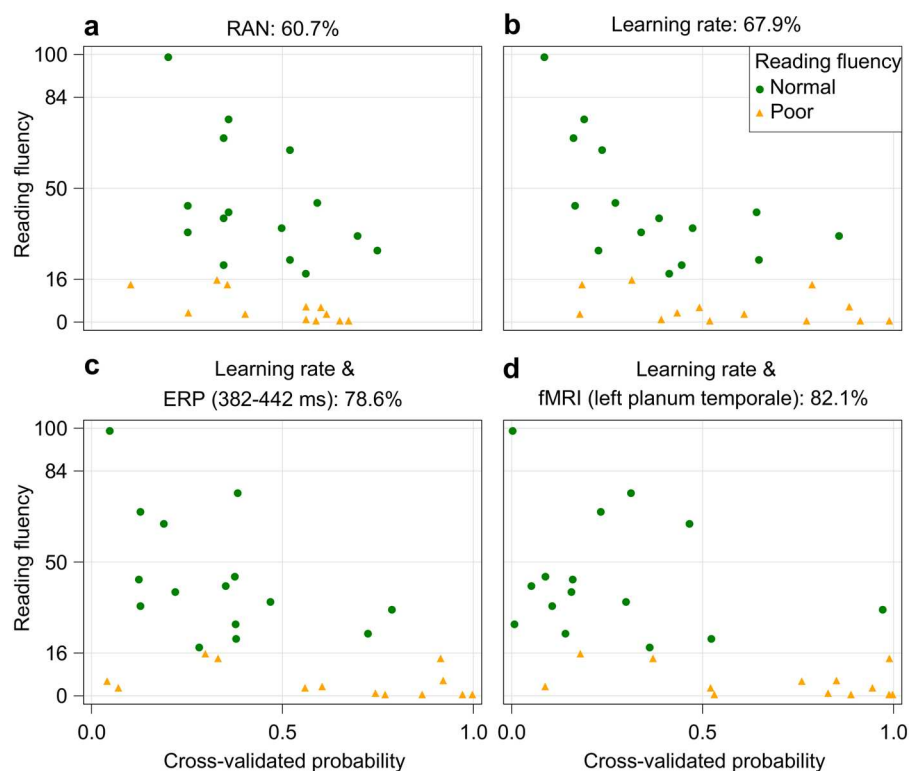 a
RAN: 60.7%
b
Learning rate: 67.9%
Reading fluency
Normal
Poor
Reading fluency
100
84
50
16
0
c
Learning rate &
ERP (382-442 ms): 78.6%
d
Learning rate &
fMRI (left planum temporale): 82.1%
Reading fluency
100
84
50
16
0
0.0
0.5
1.0
0.0
0.5
1.0
Cross-validated probability
Cross-validated probability